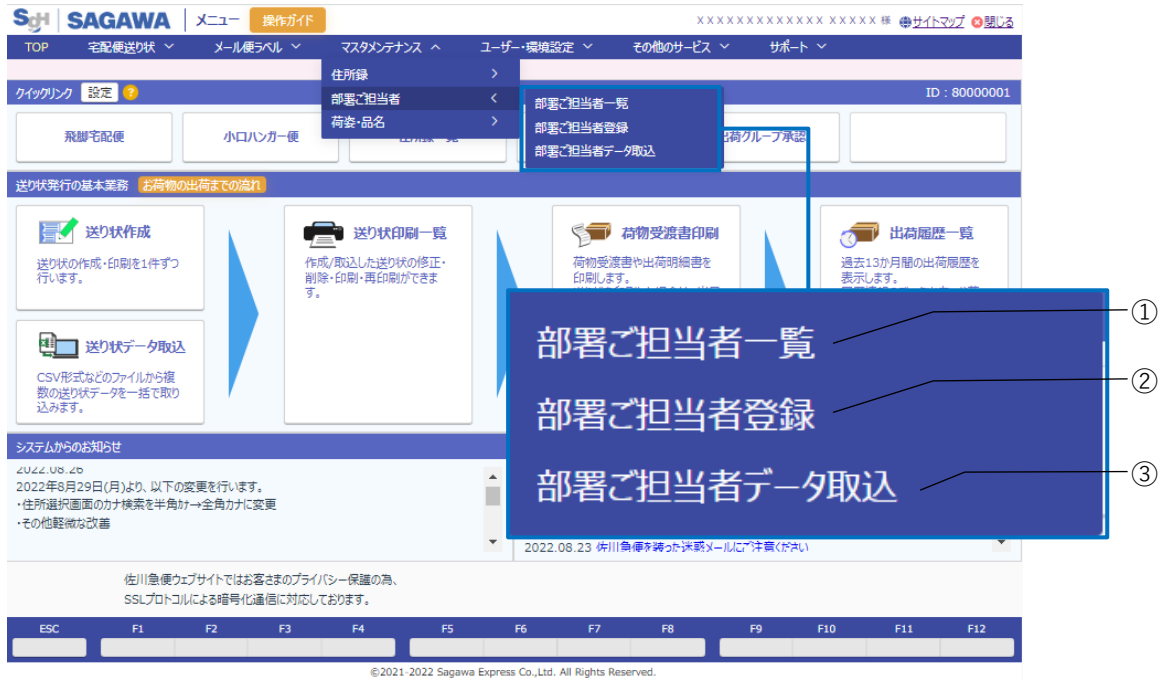 SGH SAGAWA メニュー 操作ガイド XXXXXXXXXXXXX XXXXX 様 サイトマップ 閉じる
TOP 宅配便送り状 メール便ラベル マスタメンテナンス ユーザー・環境設定 その他のサービス サポート
住所録
部署ご担当者
荷姿・品名
部署ご担当者一覧
部署ご担当者登録
部署ご担当者データ取込
クイックリンク 設定 ? ID : 80000001
飛脚宅配便 小口ハンガー便 出荷グループ承認
送り状発行の基本業務 お荷物の出荷までの流れ
送り状作成
送り状の作成・印刷を1件ずつ
行います。
送り状データ取込
CSV形式などのファイルから複
数の送り状データを一括で取り
込みます。
送り状印刷一覧
作成/取込した送り状の修正・
削除・印刷・再印刷ができま
す。
荷物受渡書印刷
荷物受渡書や出荷明細書を
印刷します。
出荷履歴一覧
過去13か月間の出荷履歴を
表示します。
部署ご担当者一覧 ①
部署ご担当者登録 ②
部署ご担当者データ取込 ③
システムからのお知らせ
2022.08.26
2022年8月29日(月)より、以下の変更を行います。
・住所選択画面のカナ検索を半角ｶﾅ→全角カナに変更
・その他軽微な改善
2022.08.23 佐川急便を装った迷惑メールにご注意ください
佐川急便ウェブサイトではお客さまのプライバシー保護の為、
SSLプロトコルによる暗号化通信に対応しております。
ESC F1 F2 F3 F4 F5 F6 F7 F8 F9 F10 F11 F12
©2021-2022 Sagawa Express Co.,Ltd. All Rights Reserved.